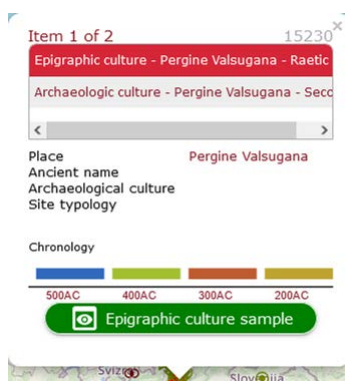 Item 1 of 2 15230 ×
Epigraphic culture - Pergine Valsugana - Raetic
Archaeologic culture - Pergine Valsugana - Seco
Place Pergine Valsugana
Ancient name
Archaeological culture
Site typology
Chronology
500AC 400AC 300AC 200AC
Epigraphic culture sample